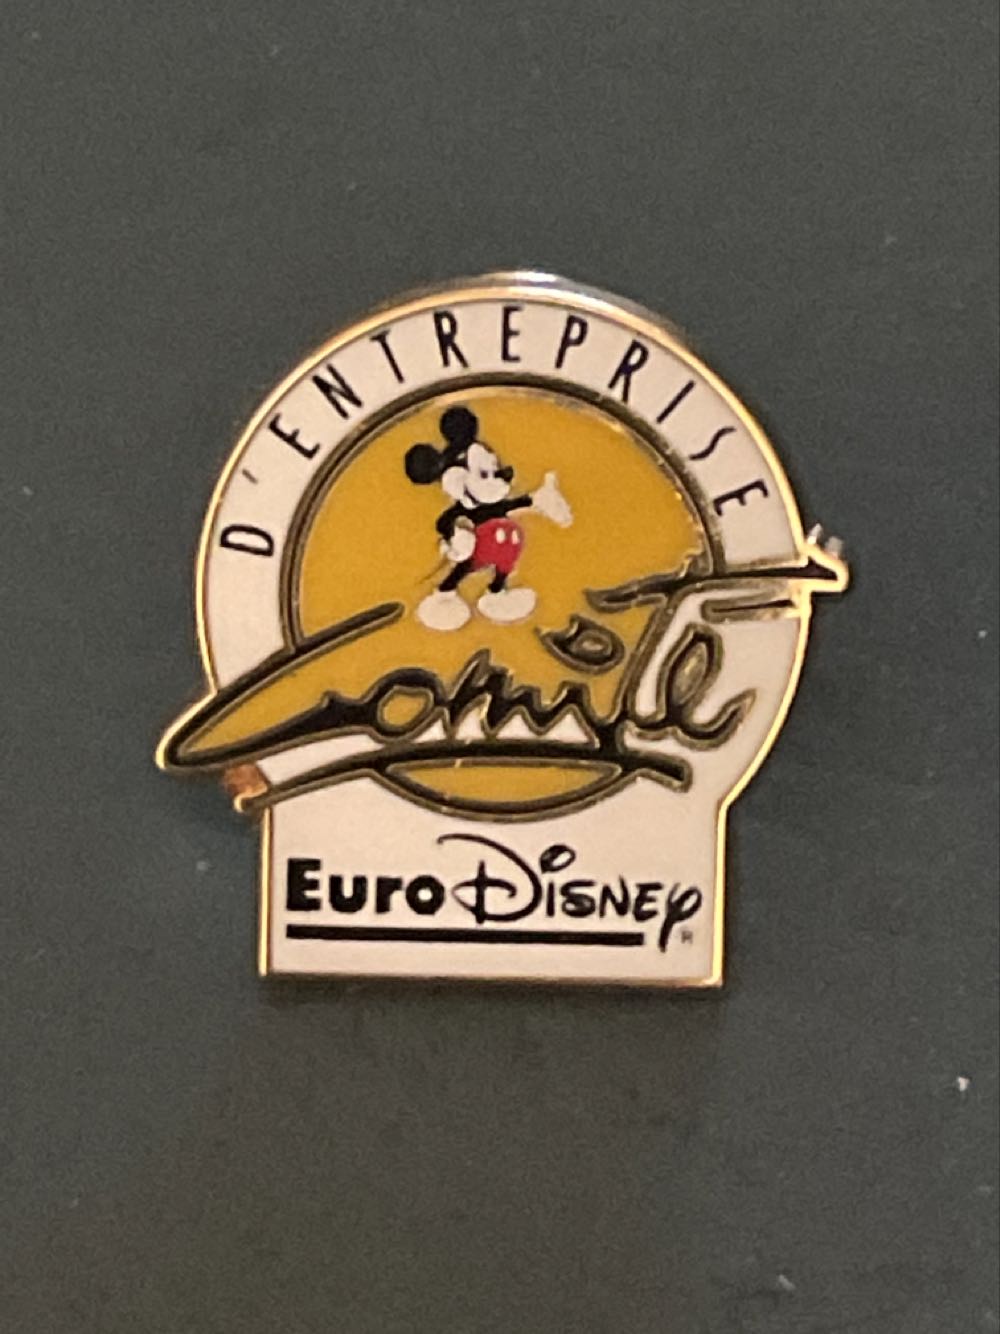 D'ENTREPRISE
Comité
EURO DISNEY
R